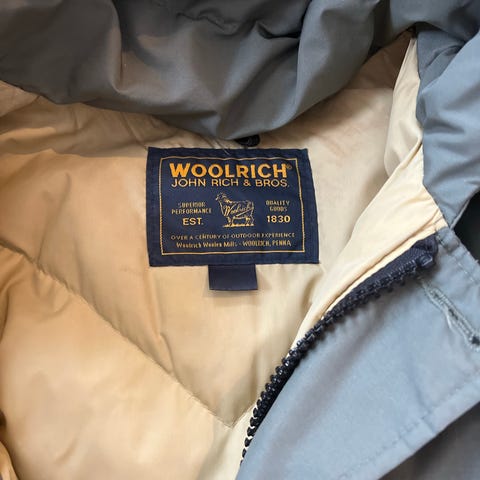 WOOLRICH®
JOHN RICH & BROS.
SUPERIOR PERFORMANCE
QUALITY GOODS
Woolrich
EST. 1830
OVER A CENTURY OF OUTDOOR EXPERIENCE
Woolrich Woolen Mills - WOOLRICH, PENNA